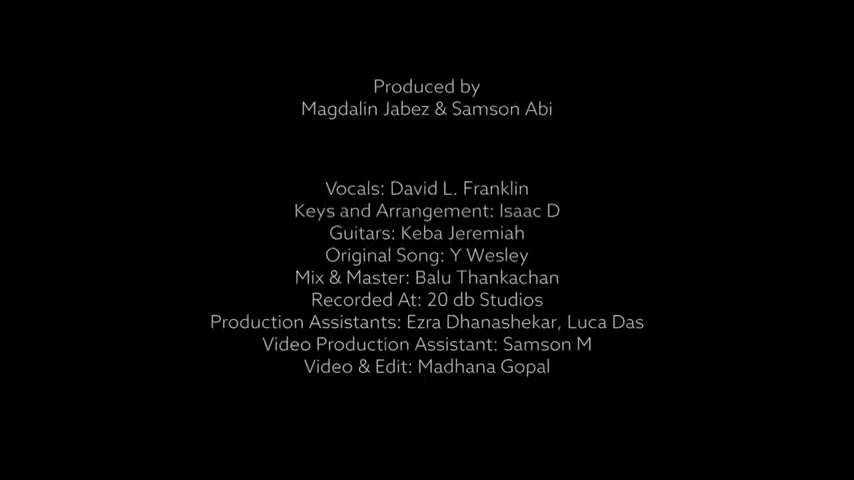 Produced by
Magdalin Jabez & Samson Abi
Vocals: David L. Franklin
Keys and Arrangement: Isaac D
Guitars: Keba Jeremiah
Original Song: Y Wesley
Mix & Master: Balu Thankachan
Recorded At: 20 db Studios
Production Assistants: Ezra Dhanashekar, Luca Das
Video Production Assistant: Samson M
Video & Edit: Madhana Gopal